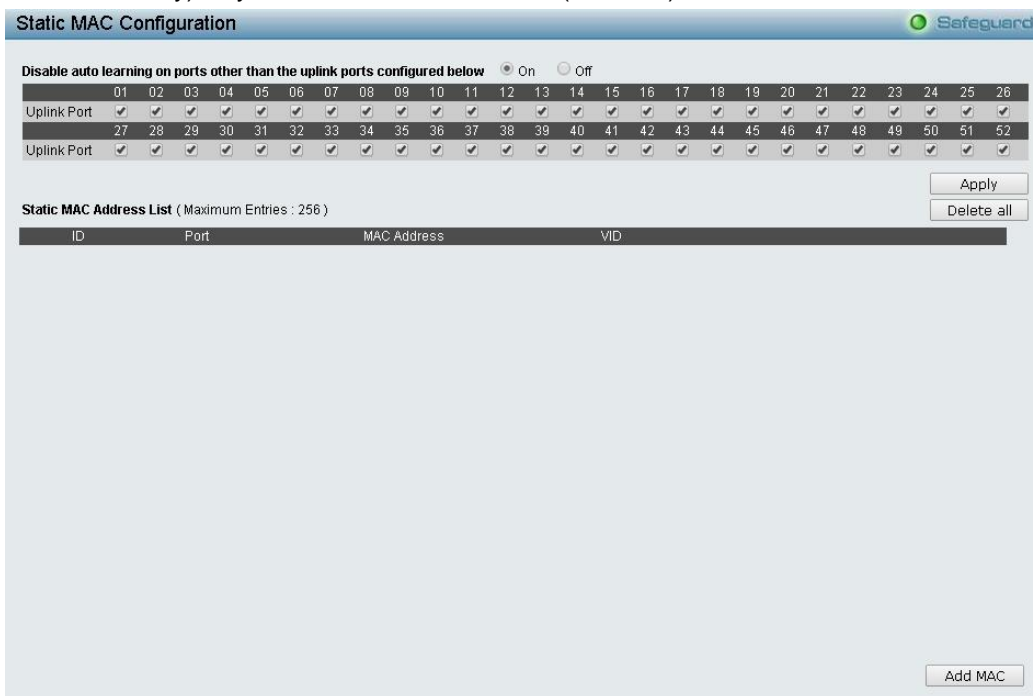 Static MAC Configuration
Safeguard
Disable auto learning on ports other than the uplink ports configured below On Off
01 02 03 04 05 06 07 08 09 10 11 12 13 14 15 16 17 18 19 20 21 22 23 24 25 26
Uplink Port
27 28 29 30 31 32 33 34 35 36 37 38 39 40 41 42 43 44 45 46 47 48 49 50 51 52
Uplink Port
Apply
Static MAC Address List ( Maximum Entries : 256 )
Delete all
ID Port MAC Address VID
Add MAC